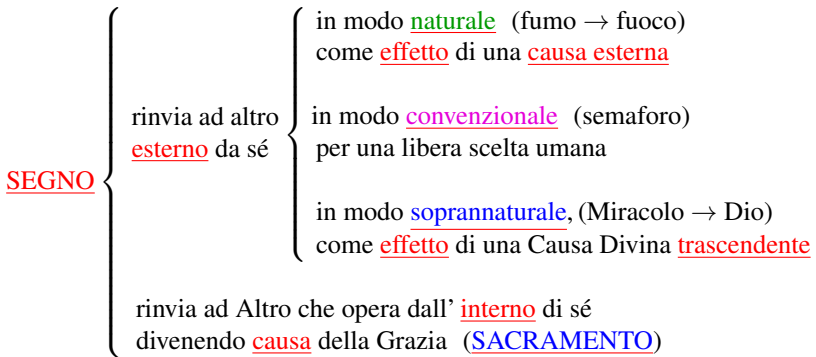 SEGNO
rinvia ad altro
esterno da sé
in modo naturale (fumo → fuoco)
come effetto di una causa esterna
in modo convenzionale (semaforo)
per una libera scelta umana
in modo soprannaturale, (Miracolo → Dio)
come effetto di una Causa Divina trascendente
rinvia ad Altro che opera dall' interno di sé
divenendo causa della Grazia (SACRAMENTO)